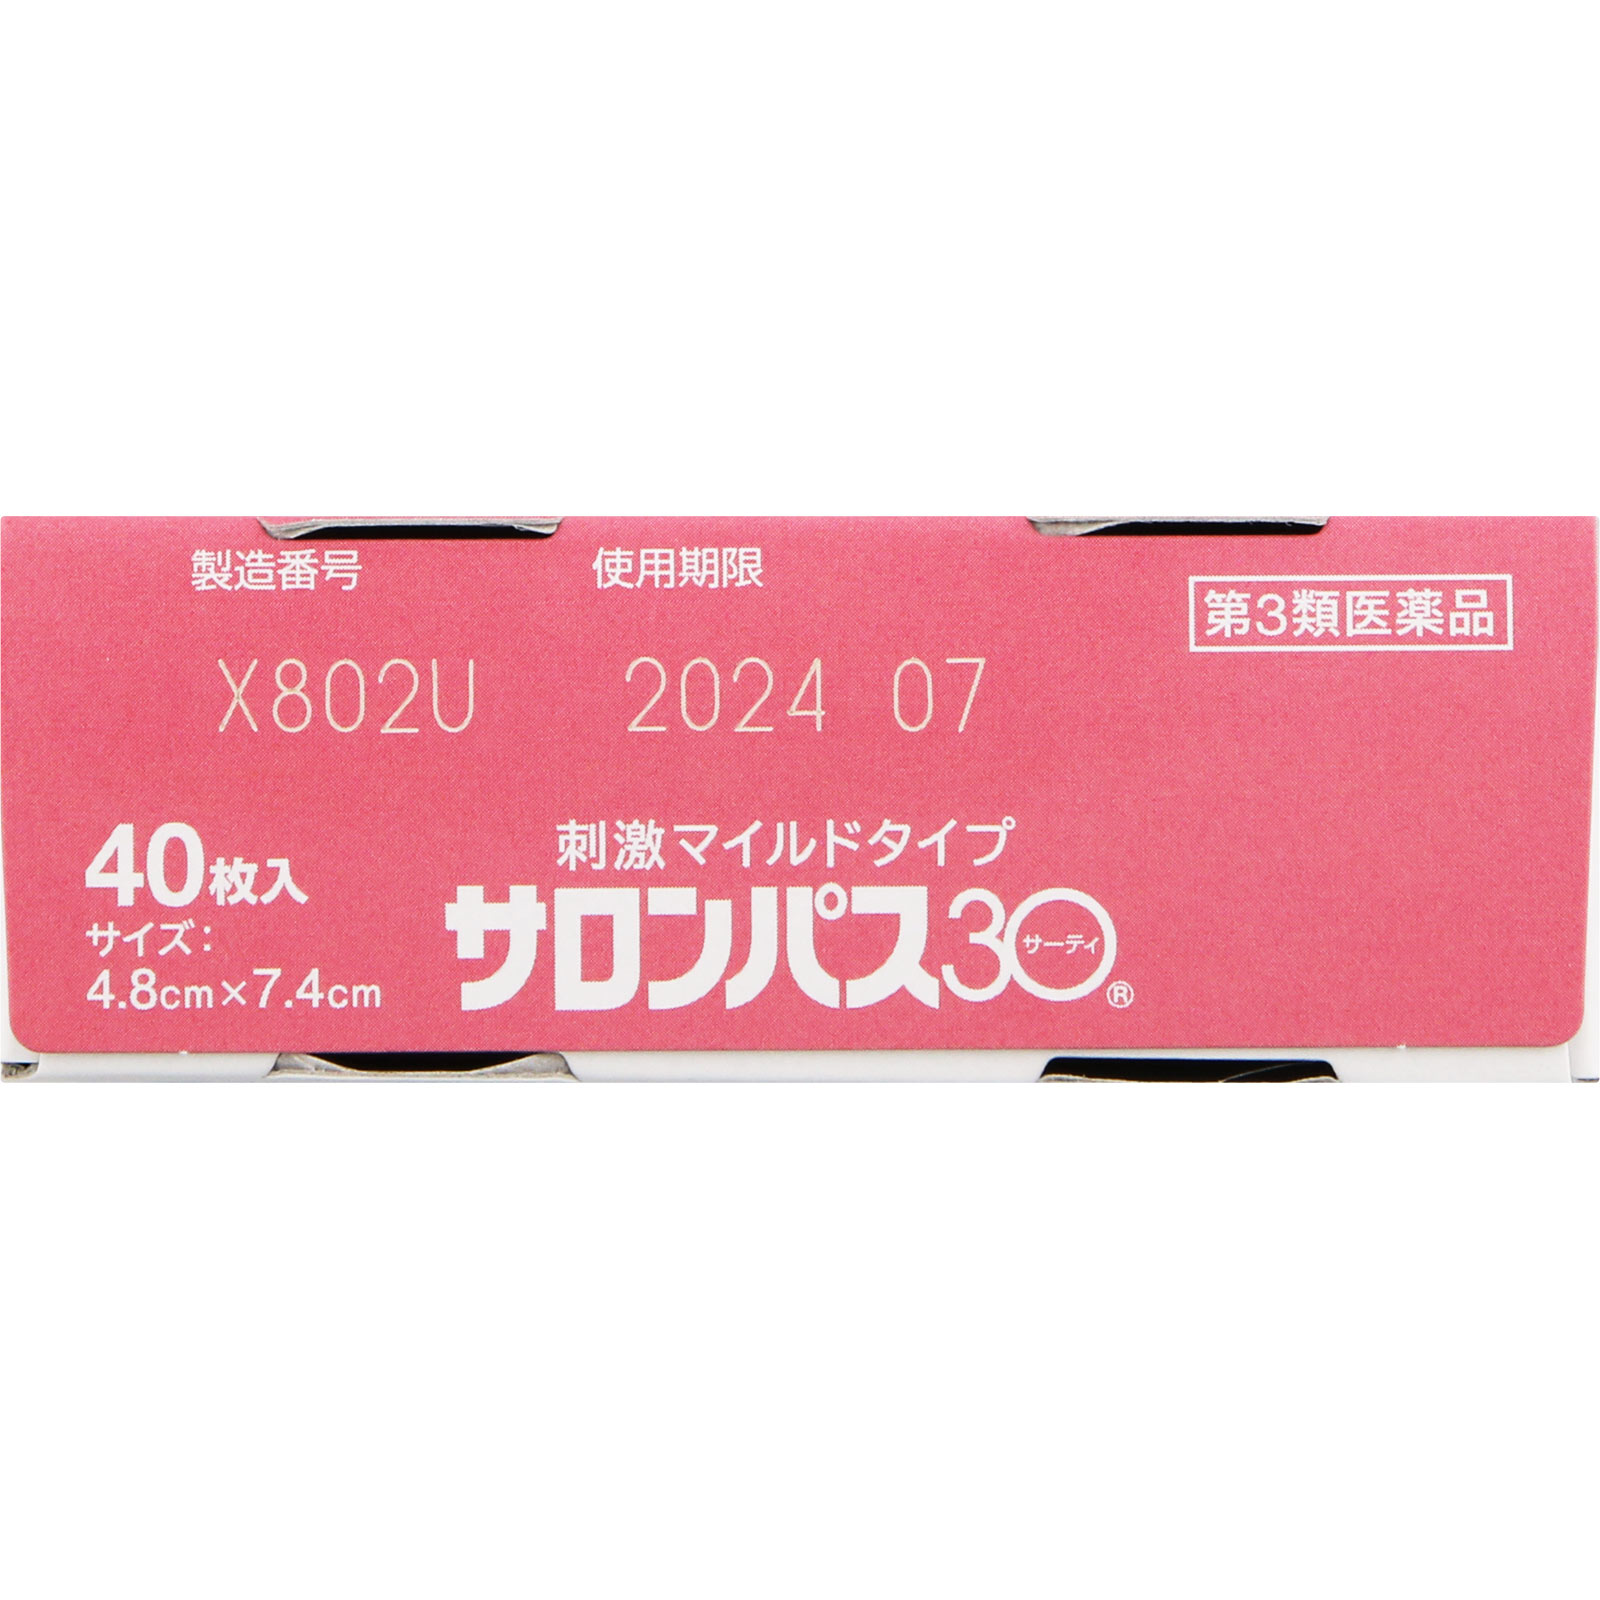 製造番号 使用期限
第3類医薬品
X802U 2024 07
40枚入
サイズ:
4.8cm×7.4cm
刺激マイルドタイプ
サロンパス30®
サーティ